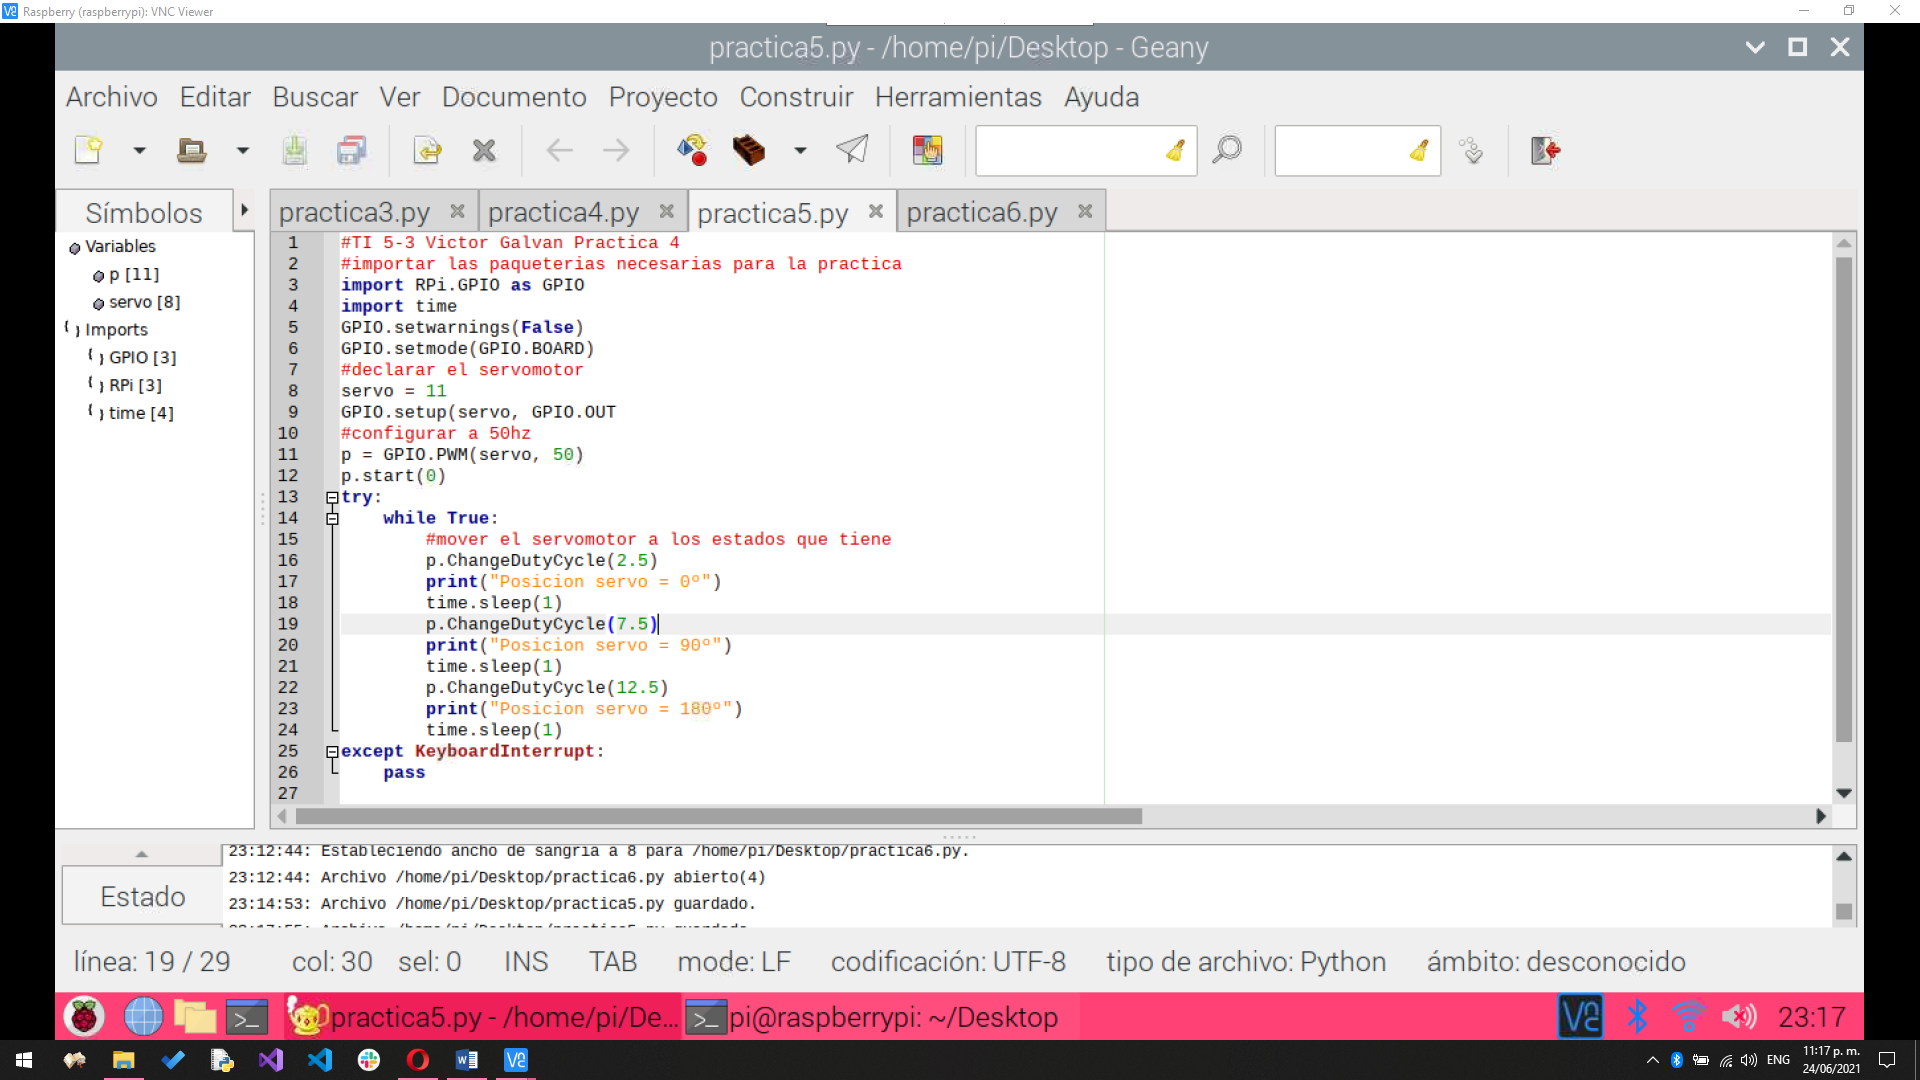 Raspberry (raspberrypi): VNC Viewer
practica5.py - /home/pi/Desktop - Geany
Archivo Editar Buscar Ver Documento Proyecto Construir Herramientas Ayuda
Símbolos
practica3.py practica4.py practica5.py practica6.py
Variables
p [11]
servo [8]
Imports
GPIO [3]
RPi [3]
time [4]
1 #TI 5-3 Victor Galvan Practica 4
2 #importar las paqueterias necesarias para la practica
3 import RPi.GPIO as GPIO
4 import time
5 GPIO.setwarnings(False)
6 GPIO.setmode(GPIO.BOARD)
7 #declarar el servomotor
8 servo = 11
9 GPIO.setup(servo, GPIO.OUT
10 #configurar a 50hz
11 p = GPIO.PWM(servo, 50)
12 p.start(0)
13 try:
14 while True:
15 #mover el servomotor a los estados que tiene
16 p.ChangeDutyCycle(2.5)
17 print("Posicion servo = 0º")
18 time.sleep(1)
19 p.ChangeDutyCycle(7.5)
20 print("Posicion servo = 90º")
21 time.sleep(1)
22 p.ChangeDutyCycle(12.5)
23 print("Posicion servo = 180º")
24 time.sleep(1)
25 except KeyboardInterrupt:
26 pass
27
Estado
23:12:44: Estableciendo ancho de sangría a 8 para /home/pi/Desktop/practica6.py.
23:12:44: Archivo /home/pi/Desktop/practica6.py abierto(4)
23:14:53: Archivo /home/pi/Desktop/practica5.py guardado.
línea: 19 / 29 col: 30 sel: 0 INS TAB mode: LF codificación: UTF-8 tipo de archivo: Python ámbito: desconocido
practica5.py - /home/pi/De... pi@raspberrypi: ~/Desktop 23:17
ENG 11:17 p. m.
24/06/2021